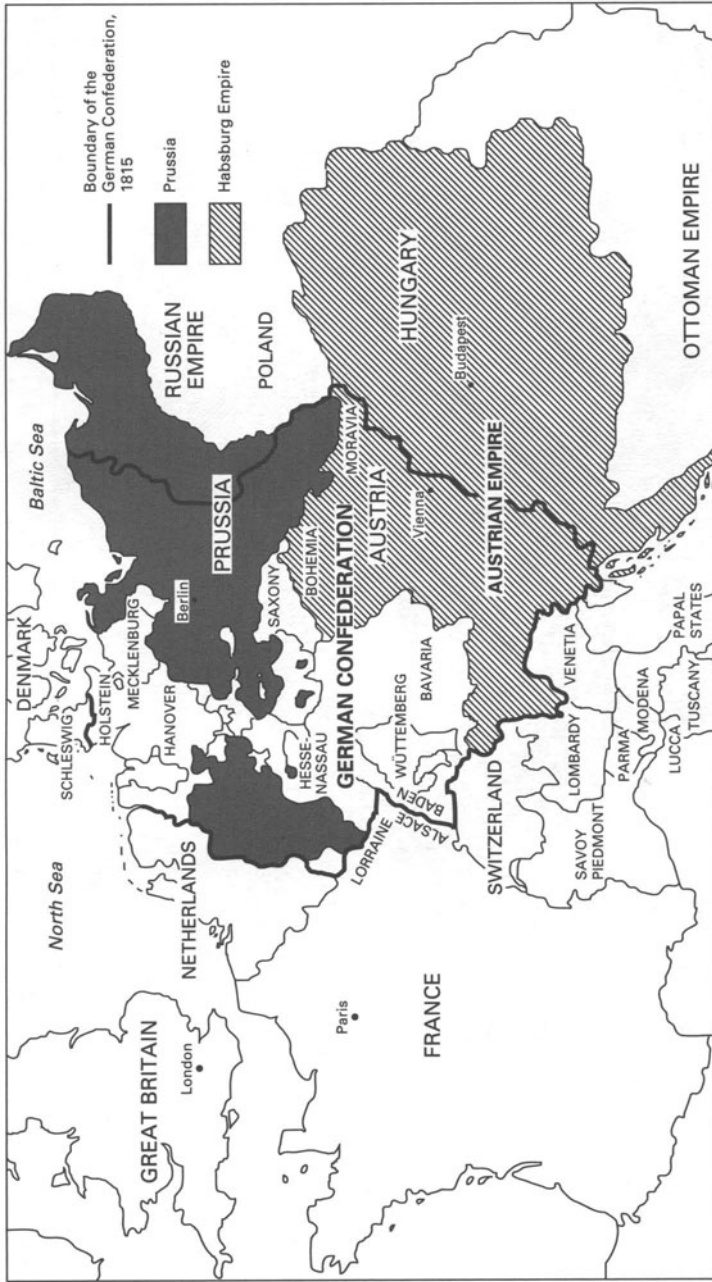 North Sea
Baltic Sea
DENMARK
SCHLESWIG
HOLSTEIN
MECKLENBURG
HANOVER
GREAT BRITAIN
London
NETHERLANDS
Berlin
PRUSSIA
RUSSIAN
EMPIRE
POLAND
SAXONY
HESSE-
NASSAU
BOHEMIA
MORAVIA
GERMAN CONFEDERATION
LORRAINE
ALSACE
BADEN
WÜTTEMBERG
BAVARIA
AUSTRIA
Vienna
HUNGARY
Budapest
AUSTRIAN EMPIRE
Paris
FRANCE
SWITZERLAND
SAVOY
PIEDMONT
LOMBARDY
VENETIA
PARMA
MODENA
LUCCA
TUSCANY
PAPAL
STATES
OTTOMAN EMPIRE
Boundary of the
German Confederation,
1815
Prussia
Habsburg Empire